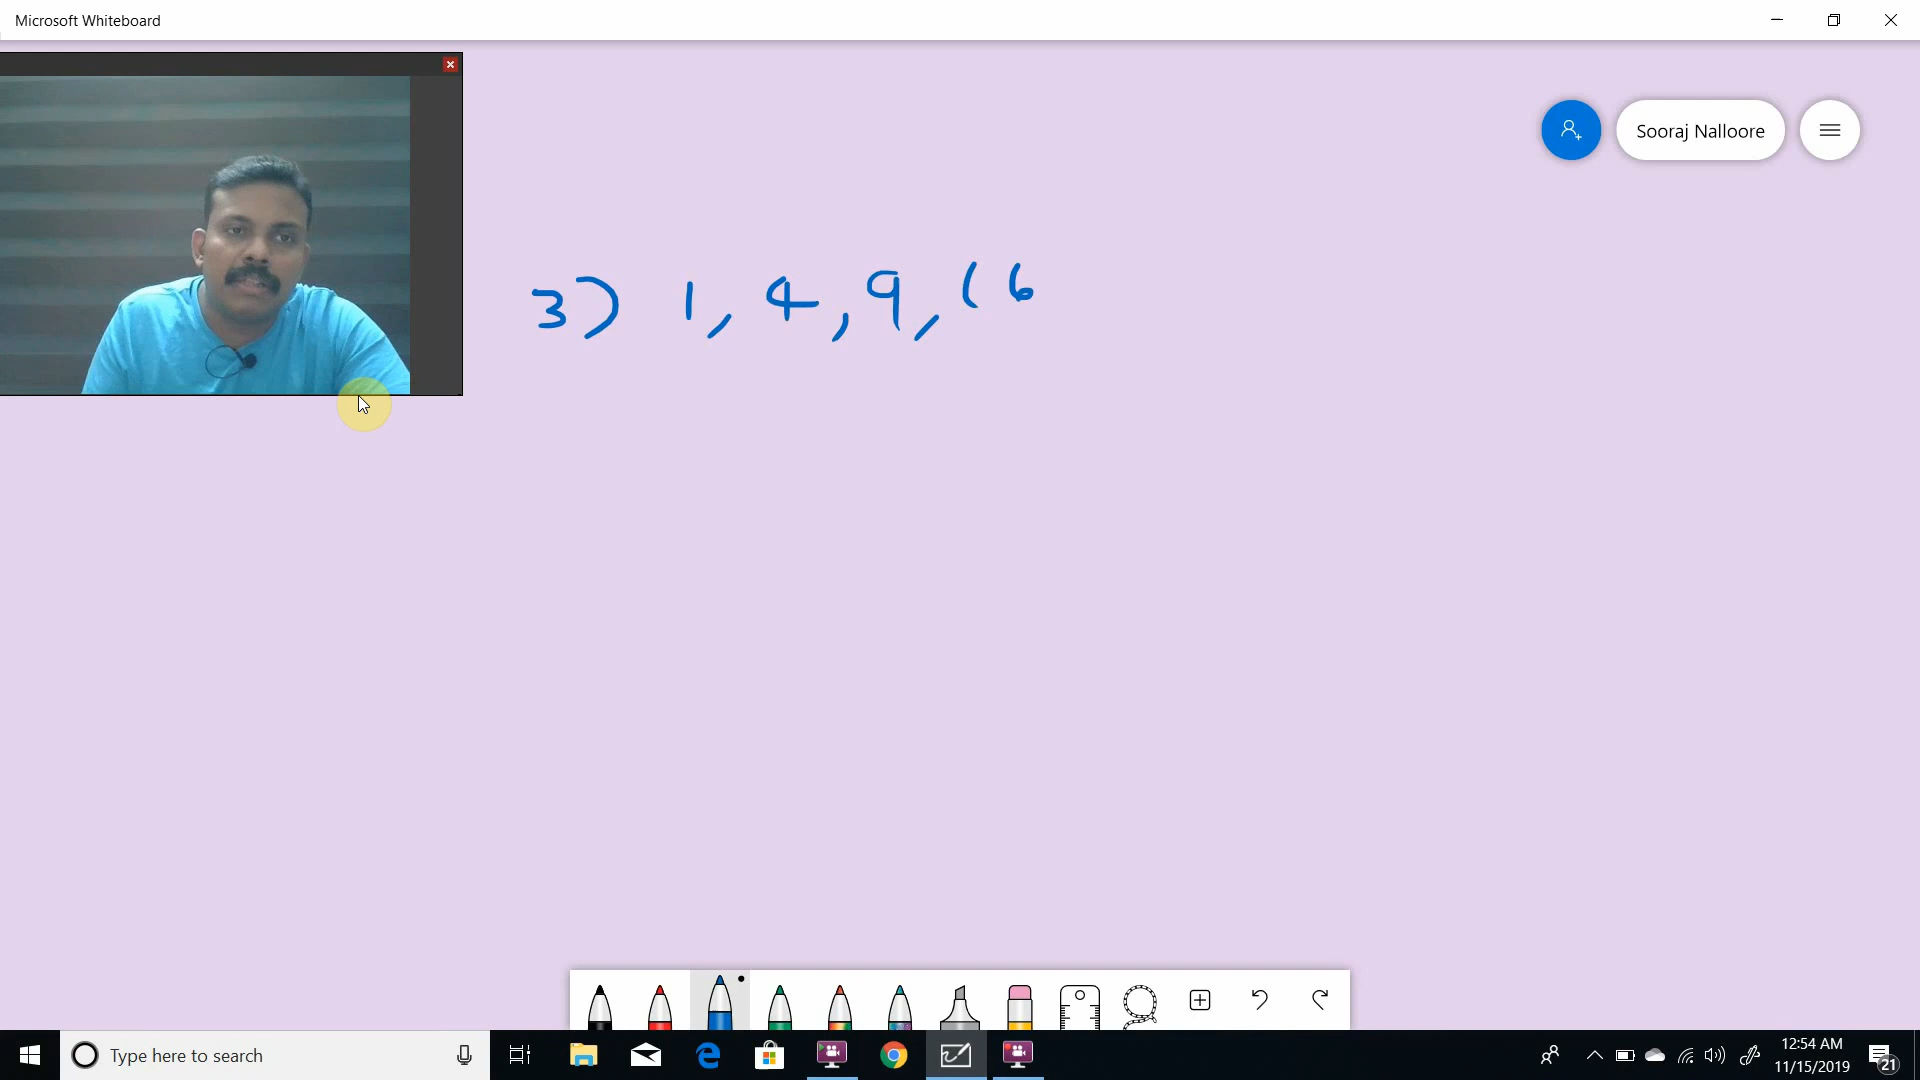 Microsoft Whiteboard
Sooraj Nalloore
3) 1, 4, 9, 16
Type here to search
12:54 AM
11/15/2019
21